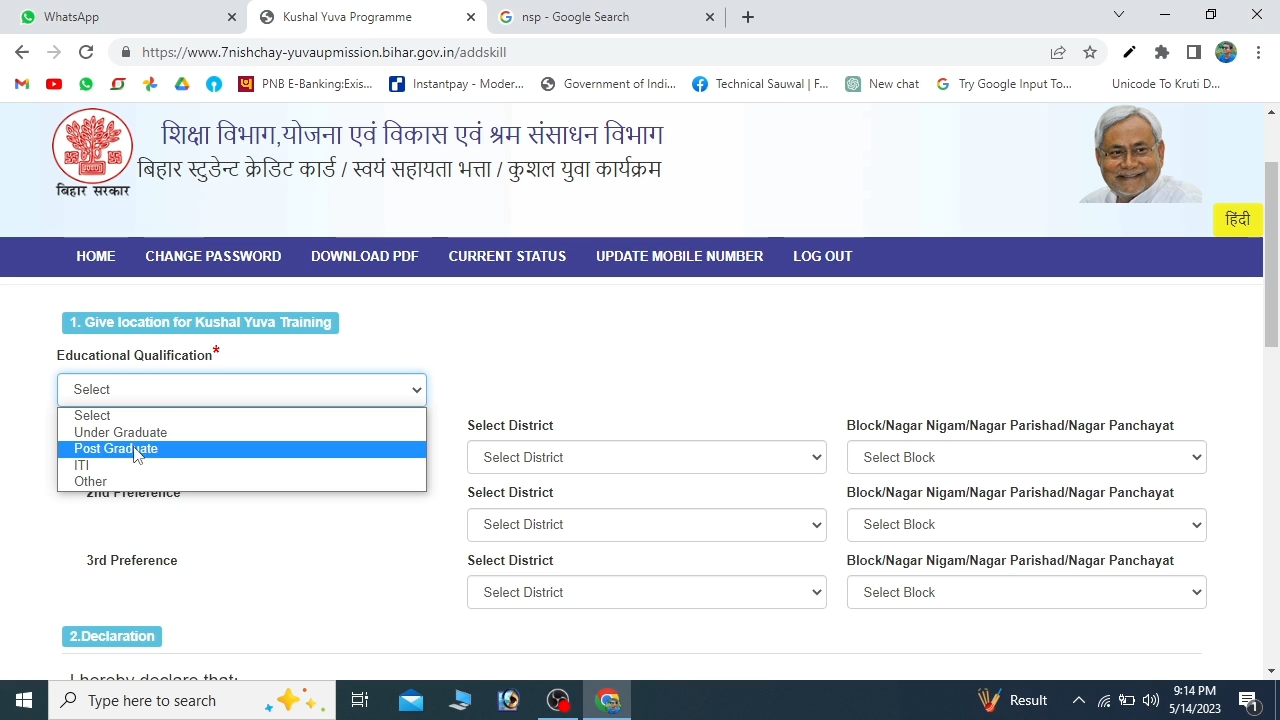 WhatsApp
Kushal Yuva Programme
nsp - Google Search
https://www.7nishchay-yuvaupmission.bihar.gov.in/addskill
PNB E-Banking:Exis...
Instantpay - Moder...
Government of Indi...
Technical Sauwal | F...
New chat
Try Google Input To...
Unicode To Kruti D...
शिक्षा विभाग,योजना एवं विकास एवं श्रम संसाधन विभाग
बिहार स्टुडेन्ट क्रेडिट कार्ड / स्वयं सहायता भत्ता / कुशल युवा कार्यक्रम
बिहार सरकार
हिंदी
HOME
CHANGE PASSWORD
DOWNLOAD PDF
CURRENT STATUS
UPDATE MOBILE NUMBER
LOG OUT
1. Give location for Kushal Yuva Training
Educational Qualification*
Select
Select
Under Graduate
Post Graduate
ITI
Other
Select District
Block/Nagar Nigam/Nagar Parishad/Nagar Panchayat
Select District
Select Block
2nd Preference
Select District
Block/Nagar Nigam/Nagar Parishad/Nagar Panchayat
Select District
Select Block
3rd Preference
Select District
Block/Nagar Nigam/Nagar Parishad/Nagar Panchayat
Select District
Select Block
2.Declaration
I hereby declare that:
Type here to search
Result
9:14 PM
5/14/2023
1